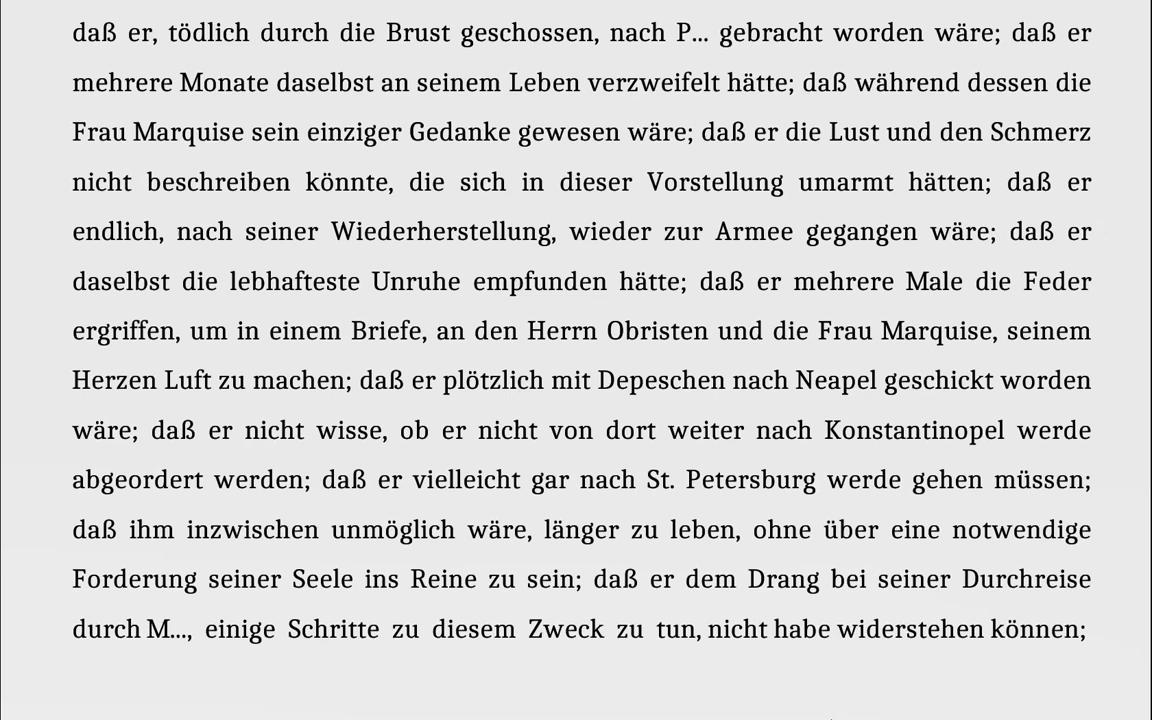 daß er, tödlich durch die Brust geschossen, nach P... gebracht worden wäre; daß er
mehrere Monate daselbst an seinem Leben verzweifelt hätte; daß während dessen die
Frau Marquise sein einziger Gedanke gewesen wäre; daß er die Lust und den Schmerz
nicht beschreiben könnte, die sich in dieser Vorstellung umarmt hätten; daß er
endlich, nach seiner Wiederherstellung, wieder zur Armee gegangen wäre; daß er
daselbst die lebhafteste Unruhe empfunden hätte; daß er mehrere Male die Feder
ergriffen, um in einem Briefe, an den Herrn Obristen und die Frau Marquise, seinem
Herzen Luft zu machen; daß er plötzlich mit Depeschen nach Neapel geschickt worden
wäre; daß er nicht wisse, ob er nicht von dort weiter nach Konstantinopel werde
abgeordert werden; daß er vielleicht gar nach St. Petersburg werde gehen müssen;
daß ihm inzwischen unmöglich wäre, länger zu leben, ohne über eine notwendige
Forderung seiner Seele ins Reine zu sein; daß er dem Drang bei seiner Durchreise
durch M..., einige Schritte zu diesem Zweck zu tun, nicht habe widerstehen können;